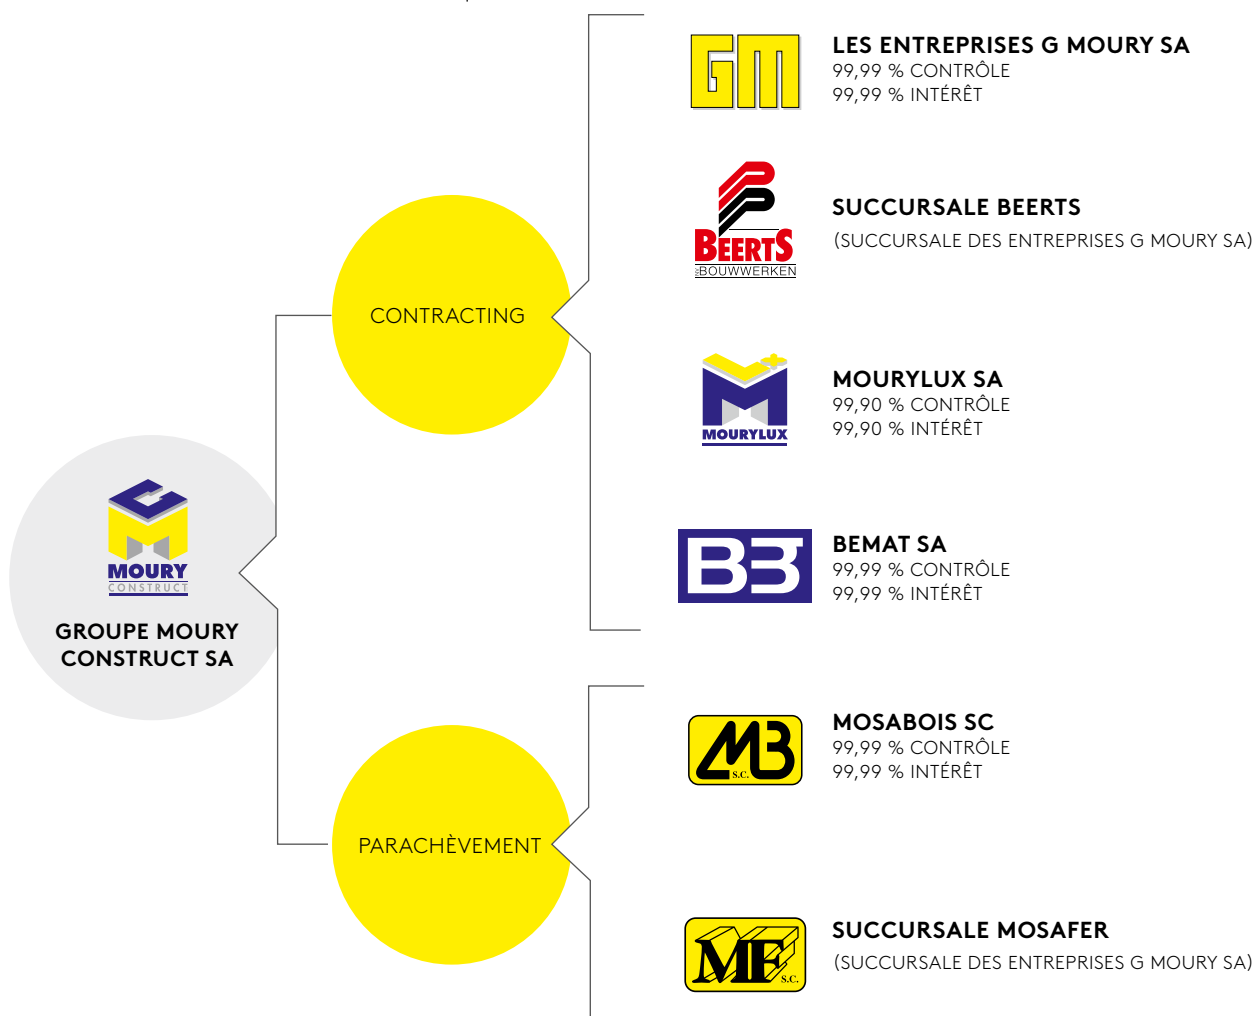 GM
LES ENTREPRISES G MOURY SA
99,99 % CONTRÔLE
99,99 % INTÉRÊT
BEERTS
BOUWWERKEN
SUCCURSALE BEERTS
(SUCCURSALE DES ENTREPRISES G MOURY SA)
CONTRACTING
MOURYLUX
MOURYLUX SA
99,90 % CONTRÔLE
99,90 % INTÉRÊT
MOURY
CONSTRUCT
GROUPE MOURY
CONSTRUCT SA
BEMAT SA
99,99 % CONTRÔLE
99,99 % INTÉRÊT
MB
S.C.
MOSABOIS SC
99,99 % CONTRÔLE
99,99 % INTÉRÊT
PARACHÈVEMENT
MF
S.C.
SUCCURSALE MOSAFER
(SUCCURSALE DES ENTREPRISES G MOURY SA)